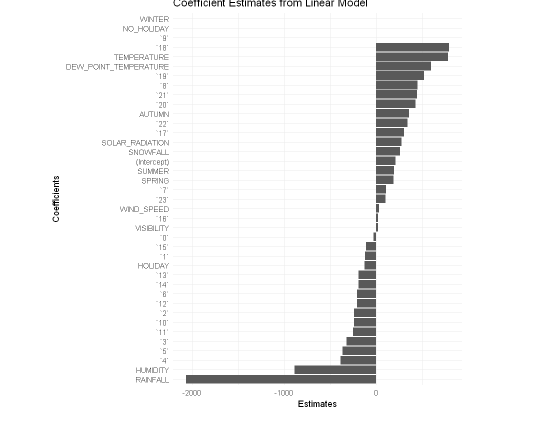 Coefficient Estimates from Linear Model
WINTER
NO_HOLIDAY
`9`
`18`
TEMPERATURE
DEW_POINT_TEMPERATURE
`19`
`8`
`21`
`20`
AUTUMN
`22`
`17`
SOLAR_RADIATION
SNOWFALL
(Intercept)
SUMMER
SPRING
`7`
`23`
WIND_SPEED
`16`
VISIBILITY
`0`
`15`
`1`
HOLIDAY
`13`
`14`
`6`
`12`
`2`
`10`
`11`
`3`
`5`
`4`
HUMIDITY
RAINFALL
Coefficients
-2000 -1000 0
Estimates